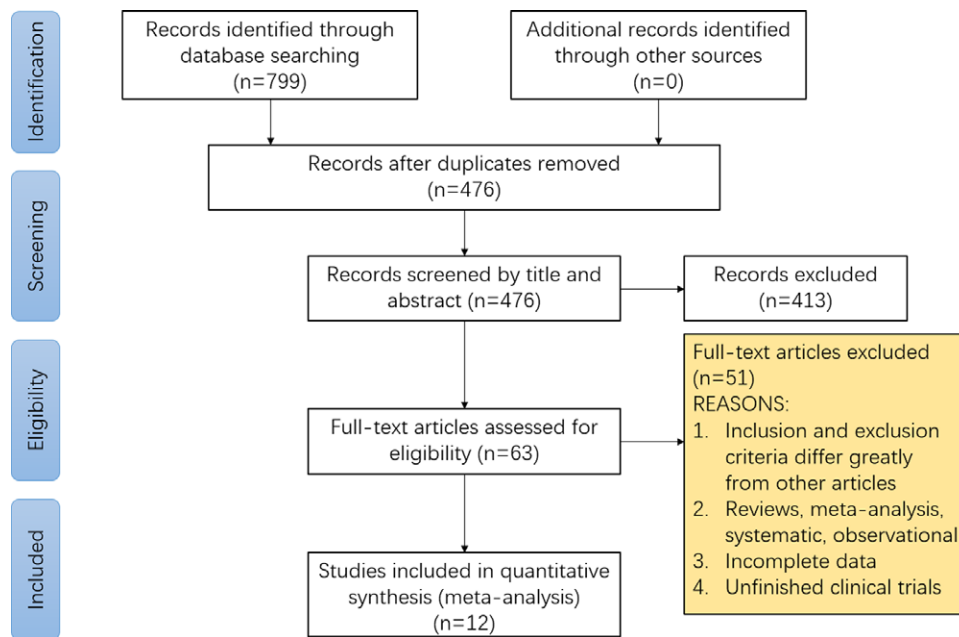 Identification
Records identified through
database searching
(n=799)
Additional records identified
through other sources
(n=0)
Records after duplicates removed
(n=476)
Screening
Records screened by title and
abstract (n=476)
Records excluded
(n=413)
Eligibility
Full-text articles assessed for
eligibility (n=63)
Full-text articles excluded
(n=51)
REASONS:
1. Inclusion and exclusion
criteria differ greatly
from other articles
2. Reviews, meta-analysis,
systematic, observational
3. Incomplete data
4. Unfinished clinical trials
Included
Studies included in quantitative
synthesis (meta-analysis)
(n=12)